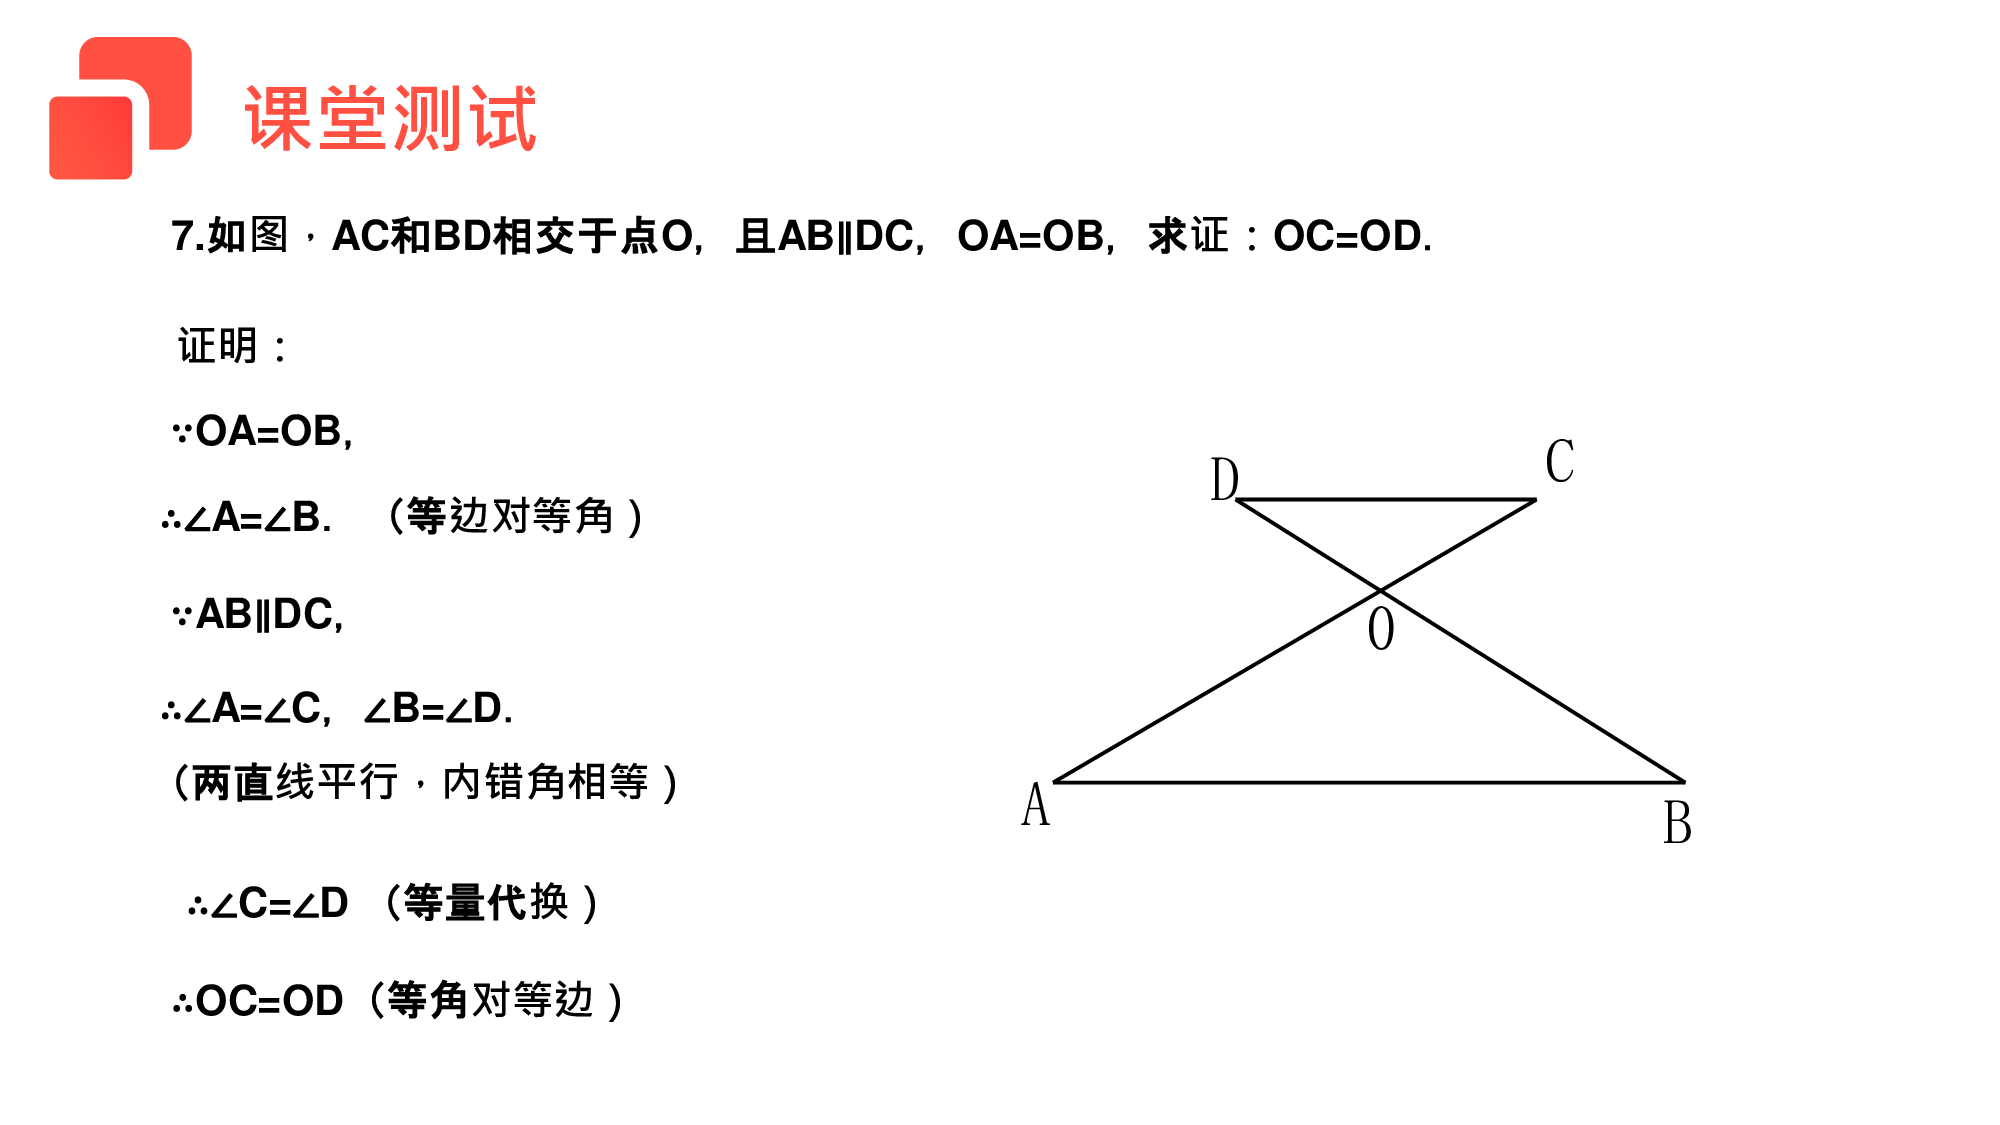 课堂测试
7.如图，AC和BD相交于点O，且AB∥DC，OA=OB，求证：OC=OD.
证明：
∵OA=OB,
∴∠A=∠B. （等边对等角）
∵AB∥DC,
∴∠A=∠C，∠B=∠D.
（两直线平行，内错角相等）
∴∠C=∠D （等量代换）
∴OC=OD（等角对等边）
D
C
O
A
B